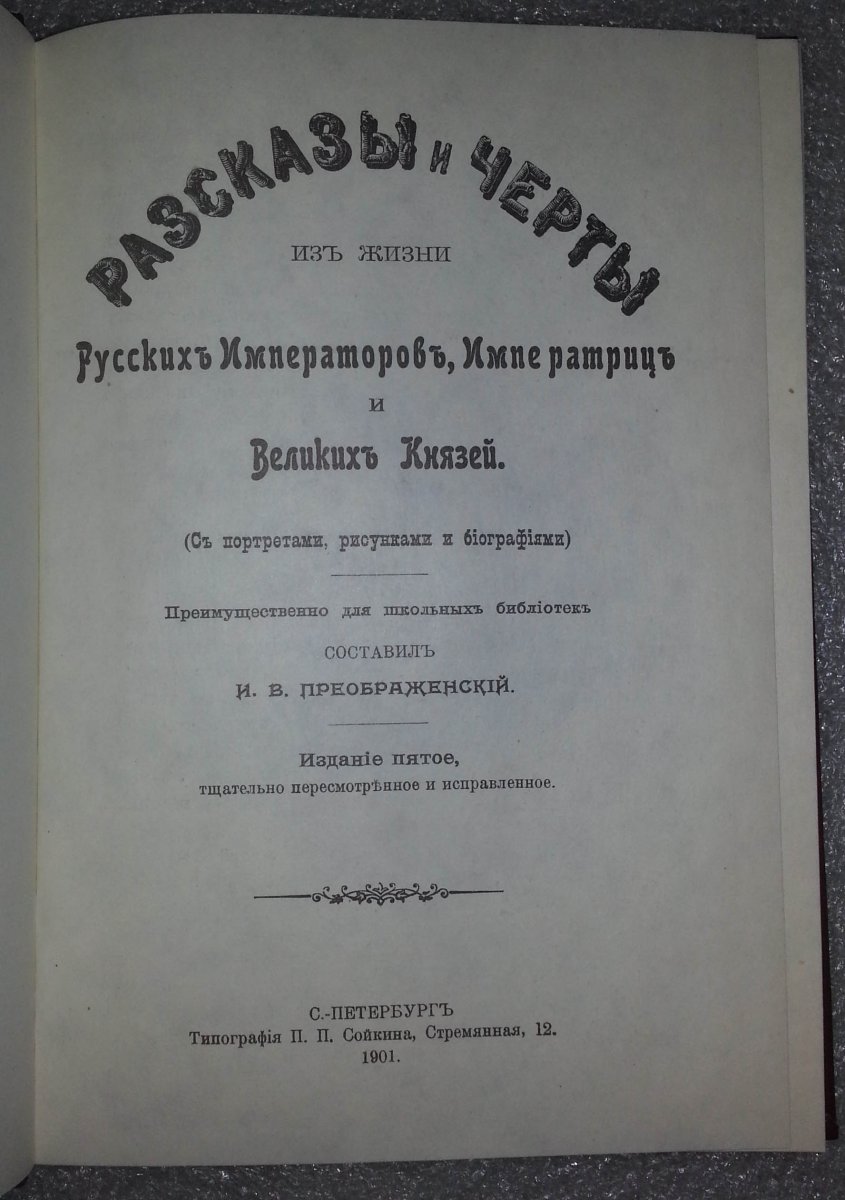 РАЗСКАЗЫ и ЧЕРТЫ
ИЗЪ ЖИЗНИ
Русскихъ Императоровъ, Императрицъ
и
Великихъ Князей.
(Съ портретами, рисунками и біографіями)
Преимущественно для школьныхъ библіотекъ
СОСТАВИЛЪ
И. В. ПРЕОБРАЖЕНСКІЙ.
Изданіе пятое,
тщательно пересмотрѣнное и исправленное.
С.-ПЕТЕРБУРГЪ
Типографія П. П. Сойкина, Стремянная, 12.
1901.